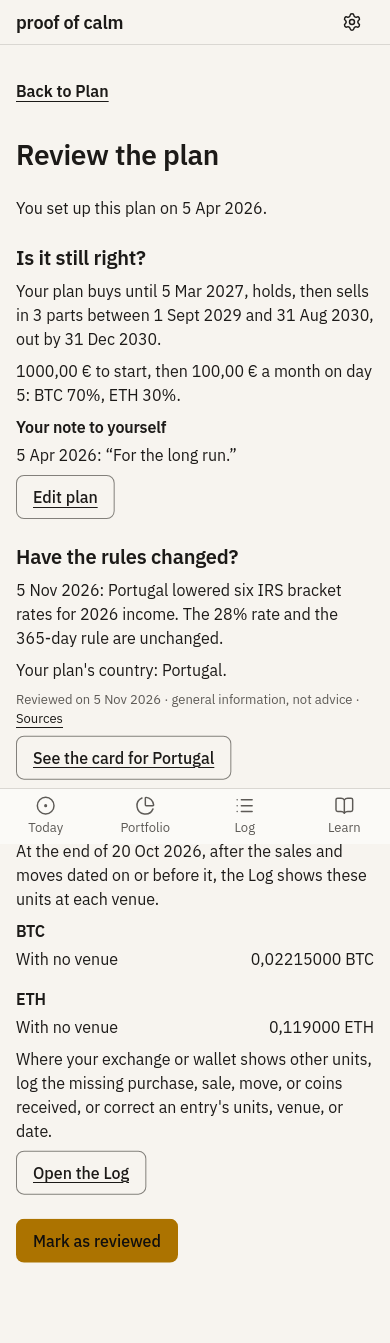 proof of calm
Back to Plan
Review the plan
You set up this plan on 5 Apr 2026.
Is it still right?
Your plan buys until 5 Mar 2027, holds, then sells
in 3 parts between 1 Sept 2029 and 31 Aug 2030,
out by 31 Dec 2030.
1000,00 € to start, then 100,00 € a month on day
5: BTC 70%, ETH 30%.
Your note to yourself
5 Apr 2026: “For the long run.”
Edit plan
Have the rules changed?
5 Nov 2026: Portugal lowered six IRS bracket
rates for 2026 income. The 28% rate and the
365-day rule are unchanged.
Your plan's country: Portugal.
Reviewed on 5 Nov 2026 · general information, not advice ·
Sources
See the card for Portugal
Today Portfolio Log Learn
At the end of 20 Oct 2026, after the sales and
moves dated on or before it, the Log shows these
units at each venue.
BTC
With no venue 0,02215000 BTC
ETH
With no venue 0,119000 ETH
Where your exchange or wallet shows other units,
log the missing purchase, sale, move, or coins
received, or correct an entry's units, venue, or
date.
Open the Log
Mark as reviewed